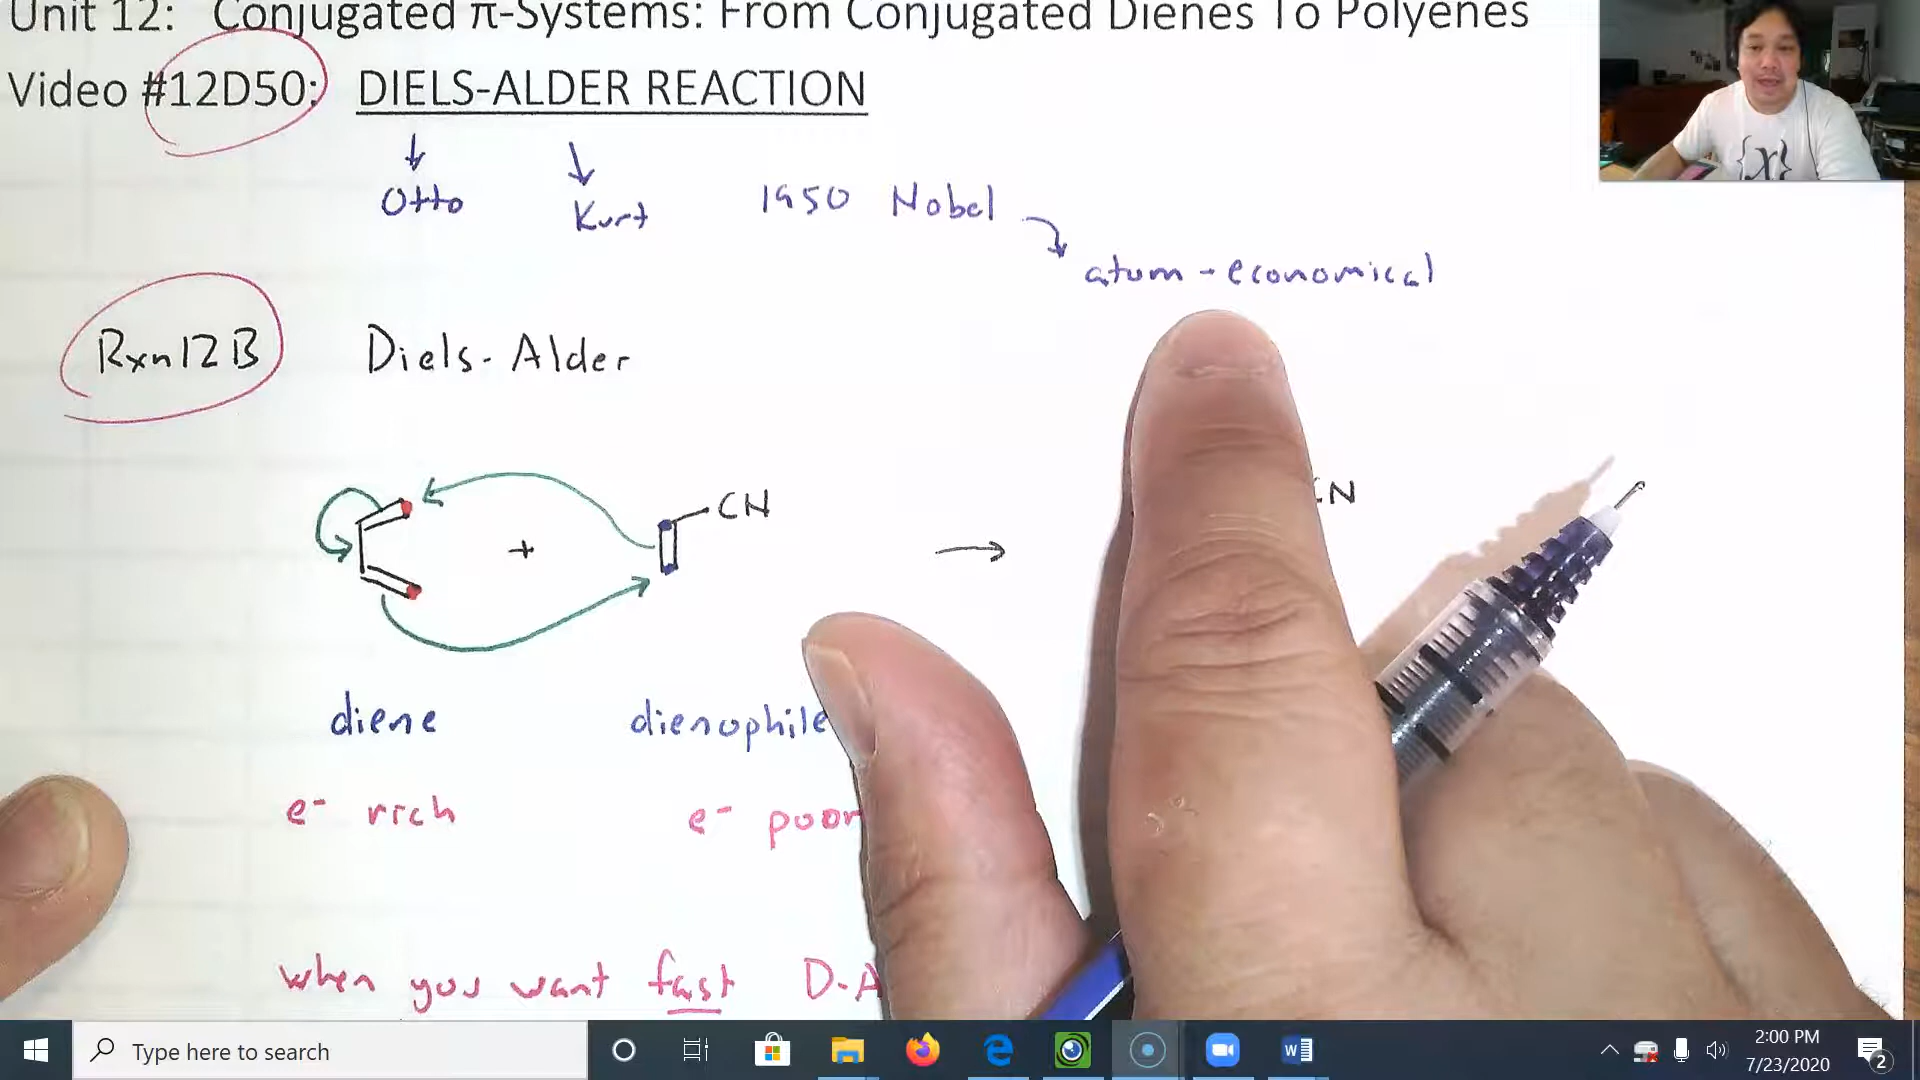 Unit 12: Conjugated π-Systems: From Conjugated Dienes To Polyenes
Video #12D50: DIELS-ALDER REACTION
Otto Kurt 1950 Nobel
atom-economical
Rxn12B Diels-Alder
+ CN → CN
diene dienophile
e⁻ rich e⁻ poor
when you want fast D-A
Type here to search
2:00 PM
7/23/2020
2